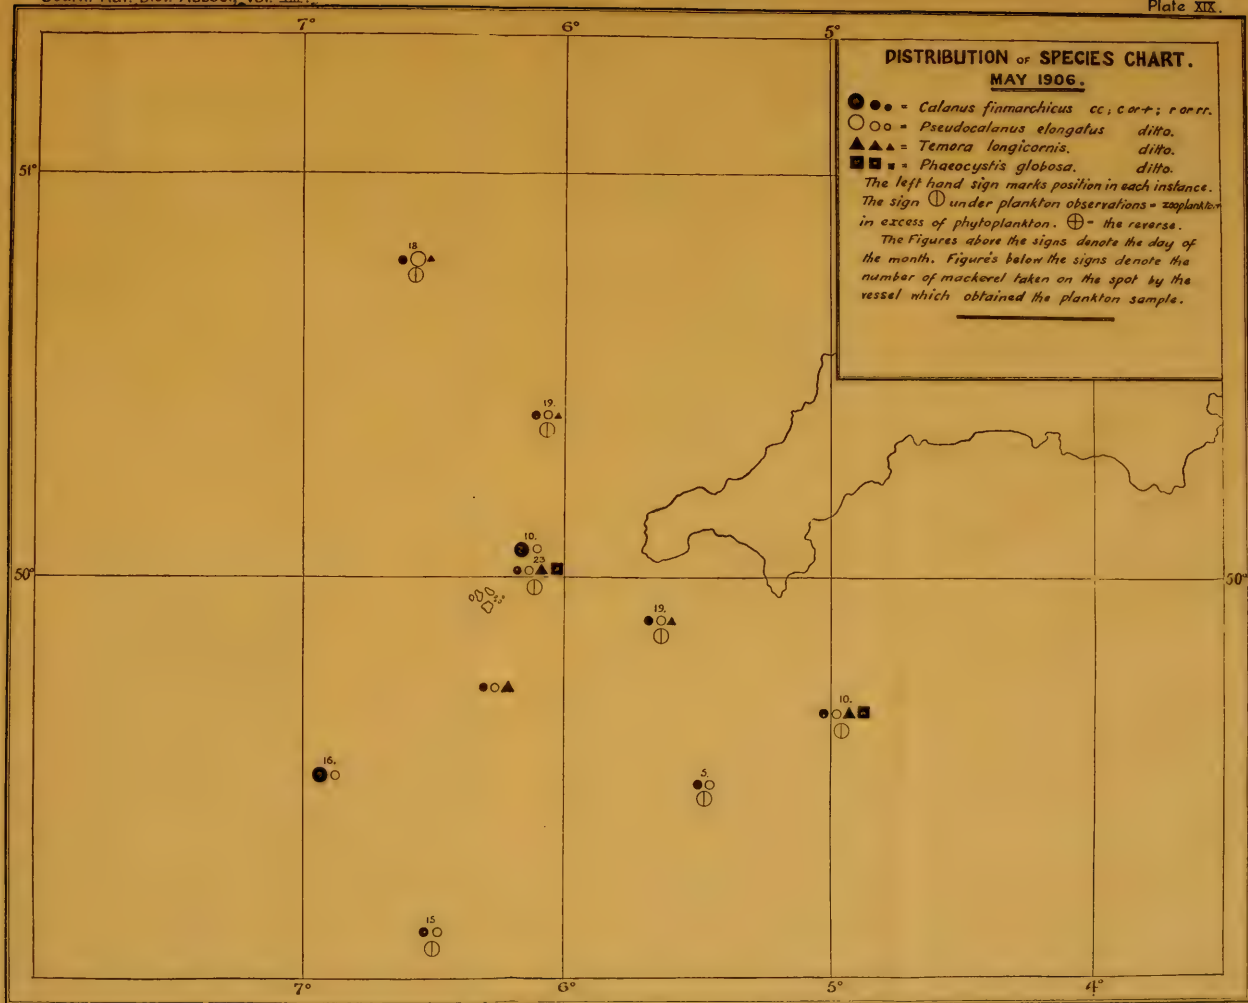 Plate XIX.
7° 6° 5°
DISTRIBUTION OF SPECIES CHART.
MAY 1906.
= Calanus finmarchicus cc; c or +; r or rr.
= Pseudocalanus elongatus ditto.
= Temora longicornis. ditto.
= Phaeocystis globosa. ditto.
The left hand sign marks position in each instance.
The sign under plankton observations = zooplankton
in excess of phytoplankton. = the reverse.
The Figures above the signs denote the day of
the month. Figures below the signs denote the
number of mackerel taken on the spot by the
vessel which obtained the plankton sample.
51°
18
19.
10.
23
50° 50°
19.
10.
16.
5.
15
7° 6° 5° 4°